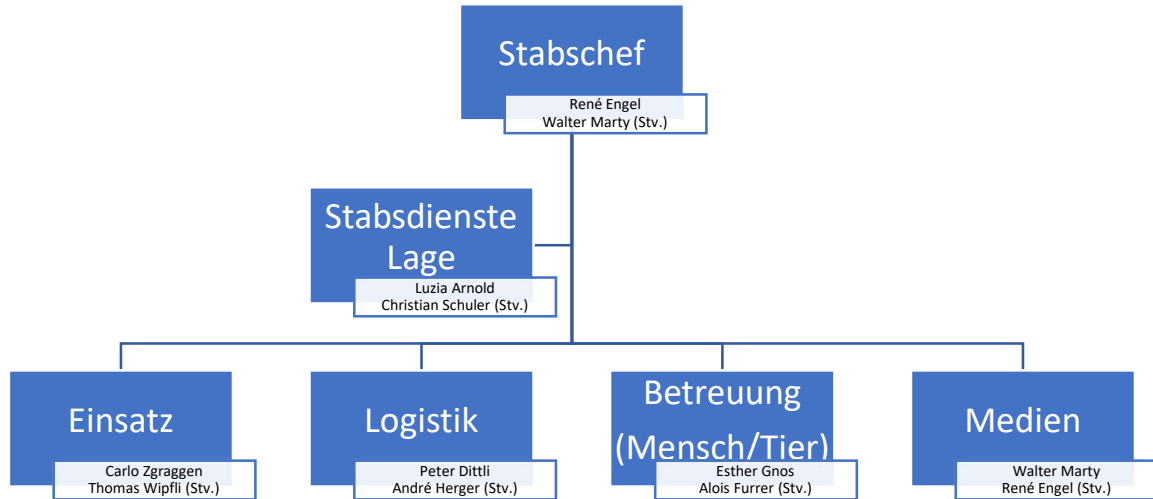 Stabschef
René Engel
Walter Marty (Stv.)
Stabsdienste
Lage
Luzia Arnold
Christian Schuler (Stv.)
Einsatz
Carlo Zgraggen
Thomas Wipfli (Stv.)
Logistik
Peter Dittli
André Herger (Stv.)
Betreuung
(Mensch/Tier)
Esther Gnos
Alois Furrer (Stv.)
Medien
Walter Marty
René Engel (Stv.)